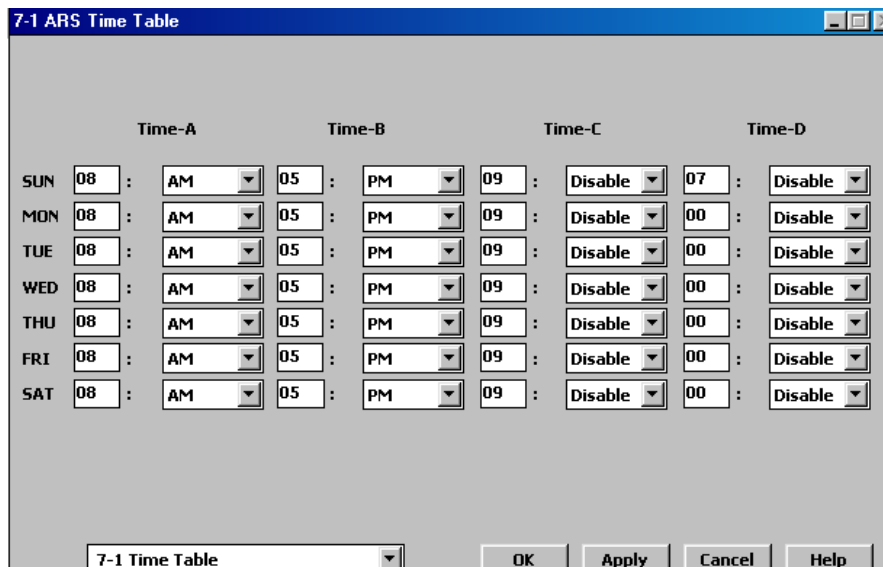 7-1 ARS Time Table
Time-A Time-B Time-C Time-D
SUN 08 : AM 05 : PM 09 : Disable 07 : Disable
MON 08 : AM 05 : PM 09 : Disable 00 : Disable
TUE 08 : AM 05 : PM 09 : Disable 00 : Disable
WED 08 : AM 05 : PM 09 : Disable 00 : Disable
THU 08 : AM 05 : PM 09 : Disable 00 : Disable
FRI 08 : AM 05 : PM 09 : Disable 00 : Disable
SAT 08 : AM 05 : PM 09 : Disable 00 : Disable
7-1 Time Table OK Apply Cancel Help